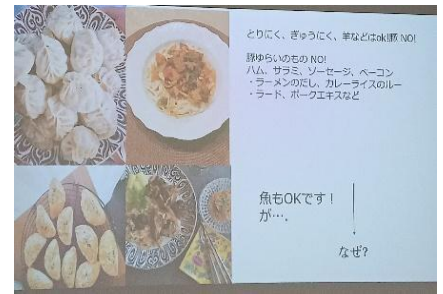 とりにく、ぎゅうにく、羊などはok!豚 NO!
豚ゆらいのもの NO!
ハム、サラミ、ソーセージ、ベーコン
・ラーメンのだし、カレーライスのルー
・ラード、ポークエキスなど
魚もOKです！
が…．
なぜ?